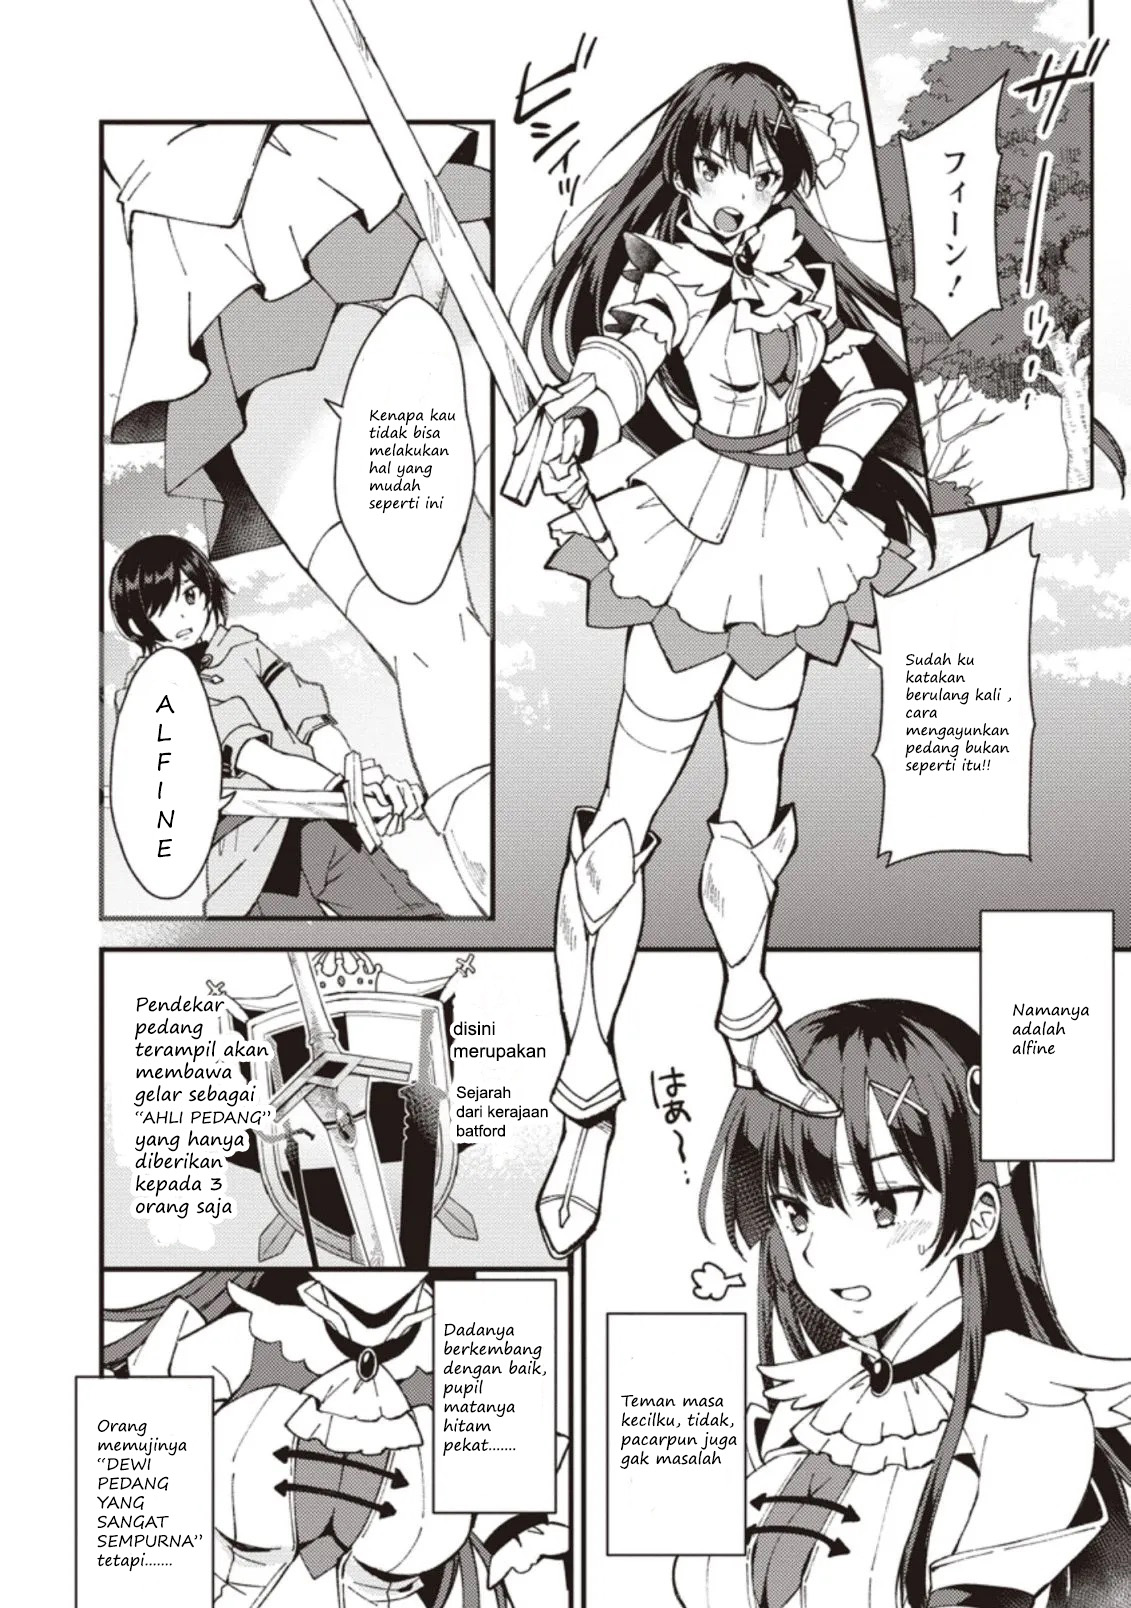 ザーーッ…
フィーン！
ビシッ
Sudah ku
katakan
berulang kali ,
cara
mengayunkan
pedang bukan
seperti itu!!
Kenapa kau
tidak bisa
melakukan
hal yang
mudah
seperti ini
A
L
F
I
N
E
Namanya
adalah
alfine
はぁ〜…
Teman masa
kecilku, tidak,
pacarpun juga
gak masalah
disini
merupakan
Sejarah
dari kerajaan
batford
Pendekar
pedang
terampil akan
membawa
gelar sebagai
“AHLI PEDANG”
yang hanya
diberikan
kepada 3
orang saja
Dadanya
berkembang
dengan baik,
pupil
matanya
hitam
pekat.......
Orang
memujinya
“DEWI
PEDANG
YANG
SANGAT
SEMPURNA”
tetapi.......